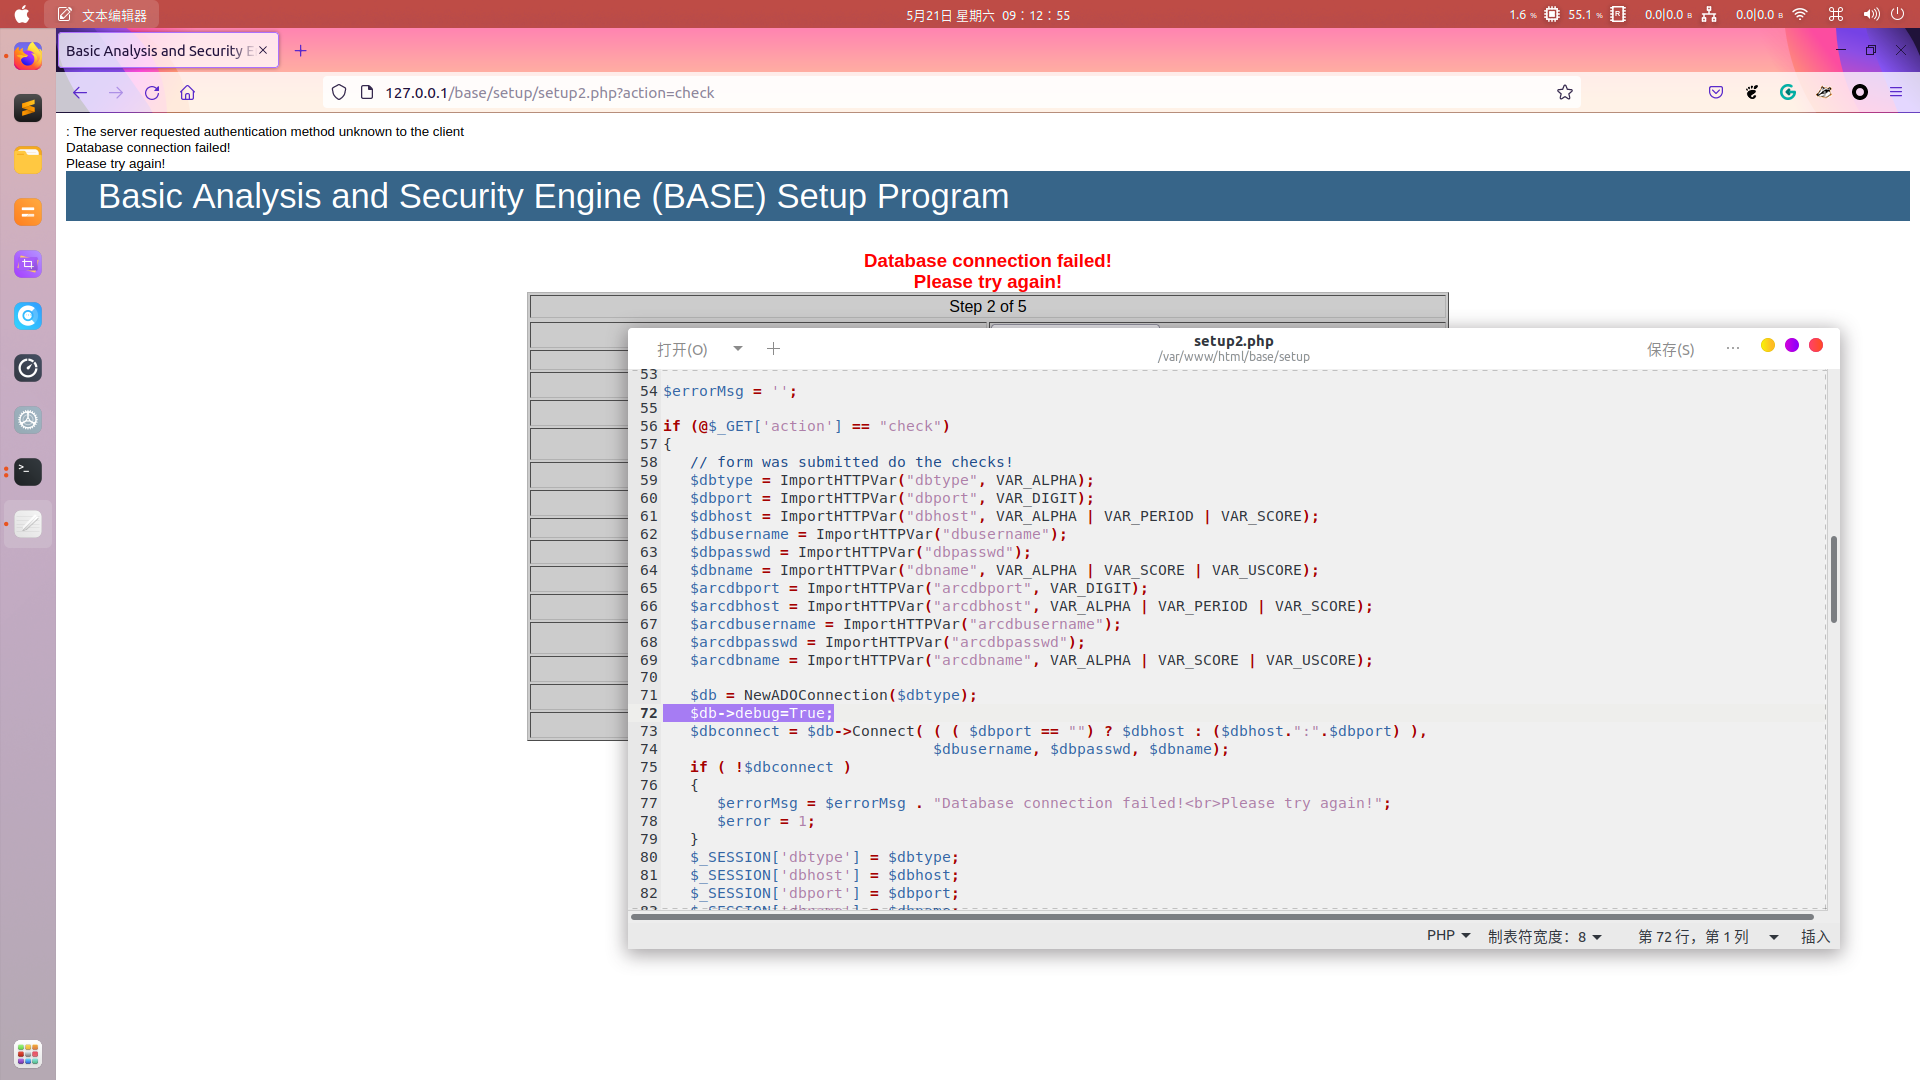 文本编辑器
5月21日 星期六 09：12：55
1.6 %
55.1 %
0.0|0.0 B
0.0|0.0 B
Basic Analysis and Security E
127.0.0.1/base/setup/setup2.php?action=check
: The server requested authentication method unknown to the client
Database connection failed!
Please try again!
Basic Analysis and Security Engine (BASE) Setup Program
Database connection failed!
Please try again!
Step 2 of 5
打开(O)
setup2.php
/var/www/html/base/setup
保存(S)
53
54 $errorMsg = '';
55
56 if (@$_GET['action'] == "check")
57 {
58    // form was submitted do the checks!
59    $dbtype = ImportHTTPVar("dbtype", VAR_ALPHA);
60    $dbport = ImportHTTPVar("dbport", VAR_DIGIT);
61    $dbhost = ImportHTTPVar("dbhost", VAR_ALPHA | VAR_PERIOD | VAR_SCORE);
62    $dbusername = ImportHTTPVar("dbusername");
63    $dbpasswd = ImportHTTPVar("dbpasswd");
64    $dbname = ImportHTTPVar("dbname", VAR_ALPHA | VAR_SCORE | VAR_USCORE);
65    $arcdbport = ImportHTTPVar("arcdbport", VAR_DIGIT);
66    $arcdbhost = ImportHTTPVar("arcdbhost", VAR_ALPHA | VAR_PERIOD | VAR_SCORE);
67    $arcdbusername = ImportHTTPVar("arcdbusername");
68    $arcdbpasswd = ImportHTTPVar("arcdbpasswd");
69    $arcdbname = ImportHTTPVar("arcdbname", VAR_ALPHA | VAR_SCORE | VAR_USCORE);
70
71    $db = NewADOConnection($dbtype);
72    $db->debug=True;
73    $dbconnect = $db->Connect( ( ( $dbport == "") ? $dbhost : ($dbhost.":".$dbport) ),
74                               $dbusername, $dbpasswd, $dbname);
75    if ( !$dbconnect )
76    {
77       $errorMsg = $errorMsg . "Database connection failed!<br>Please try again!";
78       $error = 1;
79    }
80    $_SESSION['dbtype'] = $dbtype;
81    $_SESSION['dbhost'] = $dbhost;
82    $_SESSION['dbport'] = $dbport;
PHP
制表符宽度：8
第 72 行，第 1 列
插入